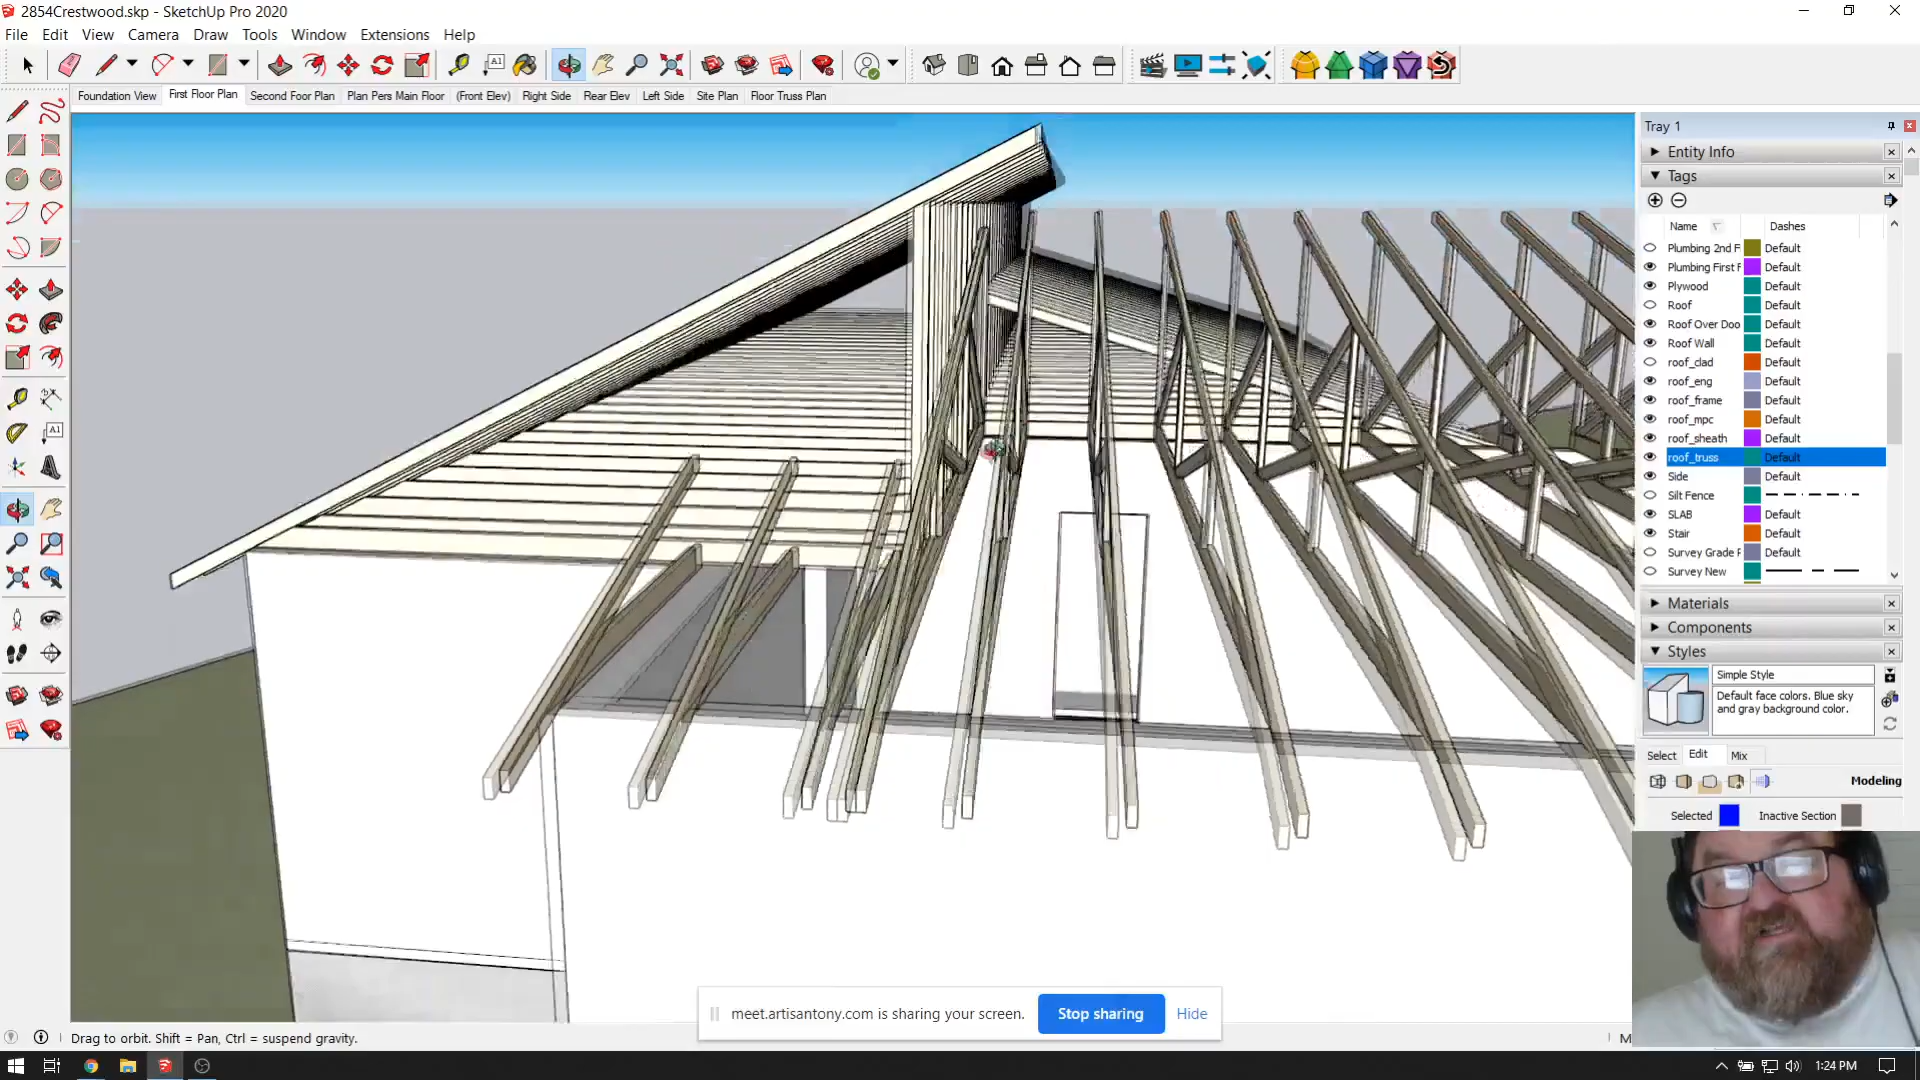 2854Crestwood.skp - SketchUp Pro 2020
File Edit View Camera Draw Tools Window Extensions Help
A1
Foundation View First Floor Plan Second Foor Plan Plan Pers Main Floor (Front Elev) Right Side Rear Elev Left Side Site Plan Floor Truss Plan
Tray 1
Entity Info
Tags
Name Dashes
Plumbing 2nd F Default
Plumbing First F Default
Plywood Default
Roof Default
Roof Over Doo Default
Roof Wall Default
roof_clad Default
roof_eng Default
roof_frame Default
roof_mpc Default
roof_sheath Default
roof_truss Default
Side Default
Silt Fence
SLAB Default
Stair Default
Survey Grade F Default
Survey New
Materials
Components
Styles
Simple Style
Default face colors. Blue sky
and gray background color.
Select Edit Mix
Modeling
Selected Inactive Section
A1
meet.artisantony.com is sharing your screen. Stop sharing Hide
Drag to orbit. Shift = Pan, Ctrl = suspend gravity.
M
1:24 PM